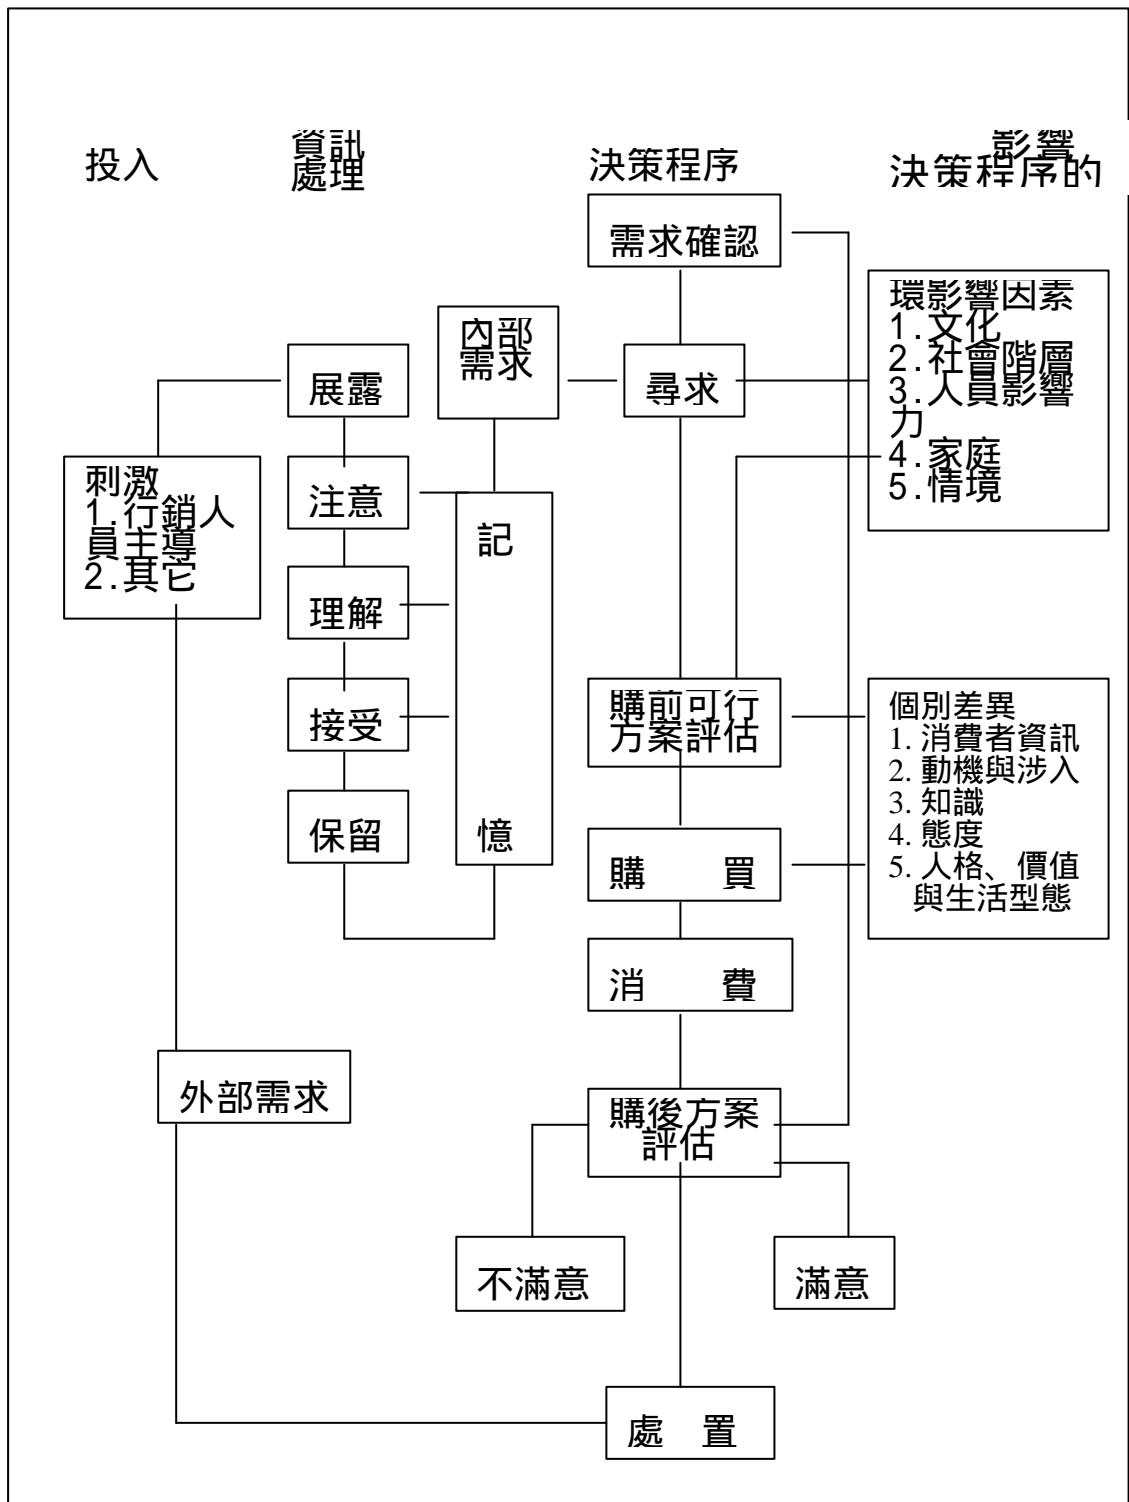 投入
資訊
處理
決策程序
影響
決策程序的
需求確認
環影響因素
1.文化
2.社會階層
3.人員影響
力
4.家庭
5.情境
內部
需求
展露
尋求
刺激
1.行銷人
員主導
2.其它
注意
記
理解
接受
購前可行
方案評估
個別差異
1. 消費者資訊
2. 動機與涉入
3. 知識
4. 態度
5. 人格、價值
與生活型態
保留
憶
購 買
消 費
外部需求
購後方案
評估
不滿意
滿意
處 置